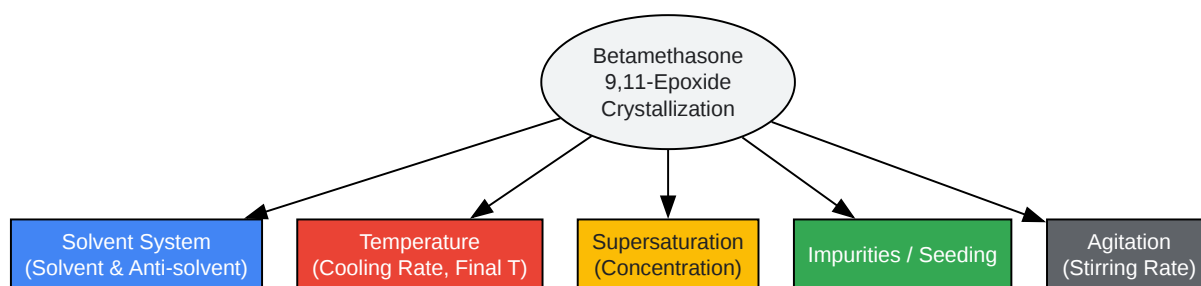 Betamethasone
9,11-Epoxide
Crystallization
Solvent System
(Solvent & Anti-solvent)
Temperature
(Cooling Rate, Final T)
Supersaturation
(Concentration)
Impurities / Seeding
Agitation
(Stirring Rate)